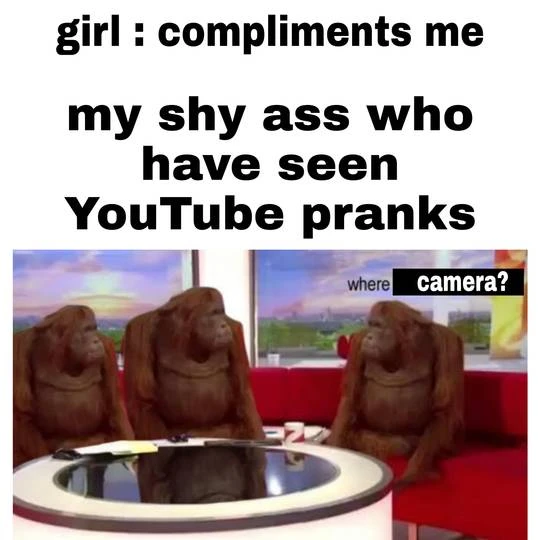 girl : compliments me
my shy ass who
have seen
YouTube pranks
where camera?